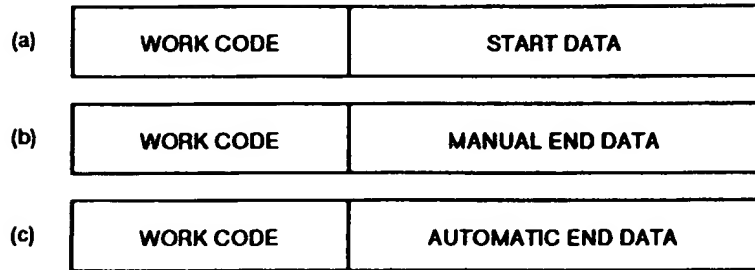 (a) WORK CODE START DATA
(b) WORK CODE MANUAL END DATA
(c) WORK CODE AUTOMATIC END DATA